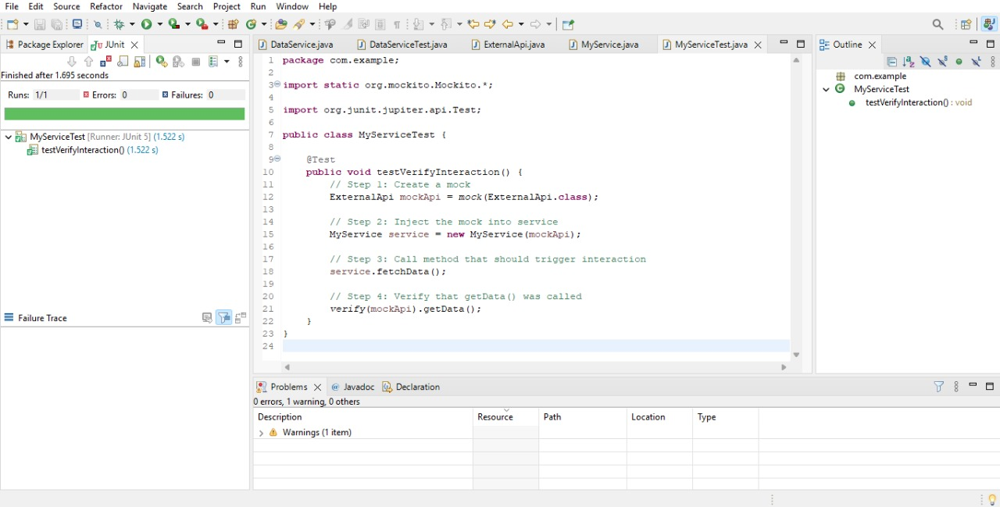 File Edit Source Refactor Navigate Search Project Run Window Help
Package Explorer JUnit
Finished after 1.695 seconds
Runs: 1/1 Errors: 0 Failures: 0
MyServiceTest [Runner: JUnit 5] (1.522 s)
testVerifyInteraction() (1.522 s)
Failure Trace
DataService.java DataServiceTest.java ExternalApi.java MyService.java MyServiceTest.java
1 package com.example;
2
3 import static org.mockito.Mockito.*;
4
5 import org.junit.jupiter.api.Test;
6
7 public class MyServiceTest {
8
9 @Test
10 public void testVerifyInteraction() {
11 // Step 1: Create a mock
12 ExternalApi mockApi = mock(ExternalApi.class);
13
14 // Step 2: Inject the mock into service
15 MyService service = new MyService(mockApi);
16
17 // Step 3: Call method that should trigger interaction
18 service.fetchData();
19
20 // Step 4: Verify that getData() was called
21 verify(mockApi).getData();
22 }
23 }
24
Outline
com.example
MyServiceTest
testVerifyInteraction() : void
Problems Javadoc Declaration
0 errors, 1 warning, 0 others
Description Resource Path Location Type
Warnings (1 item)